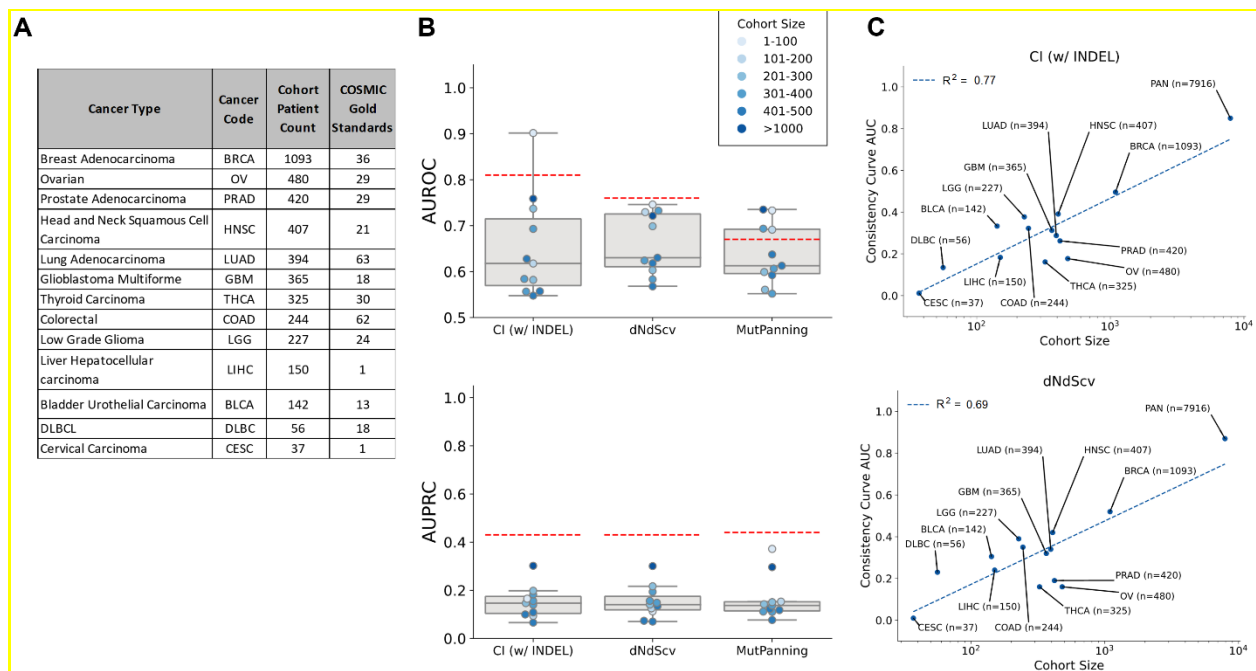 A
Cancer Type Cancer Code Cohort Patient Count COSMIC Gold Standards
Breast Adenocarcinoma BRCA 1093 36
Ovarian OV 480 29
Prostate Adenocarcinoma PRAD 420 29
Head and Neck Squamous Cell Carcinoma HNSC 407 21
Lung Adenocarcinoma LUAD 394 63
Glioblastoma Multiforme GBM 365 18
Thyroid Carcinoma THCA 325 30
Colorectal COAD 244 62
Low Grade Glioma LGG 227 24
Liver Hepatocellular carcinoma LIHC 150 1
Bladder Urothelial Carcinoma BLCA 142 13
DLBCL DLBC 56 18
Cervical Carcinoma CESC 37 1
B
Cohort Size
1-100
101-200
201-300
301-400
401-500
>1000
AUROC
0.9
0.8
0.7
0.6
0.5
CI (w/ INDEL) dNdScv MutPanning
AUPRC
1.0
0.8
0.6
0.4
0.2
0.0
CI (w/ INDEL) dNdScv MutPanning
C
CI (w/ INDEL)
R² = 0.77
PAN (n=7916)
LUAD (n=394)
HNSC (n=407)
BRCA (n=1093)
GBM (n=365)
LGG (n=227)
BLCA (n=142)
DLBC (n=56)
PRAD (n=420)
OV (n=480)
LIHC (n=150)
THCA (n=325)
CESC (n=37)
COAD (n=244)
Consistency Curve AUC
1.0
0.8
0.6
0.4
0.2
0.0
10² 10³ 10⁴
Cohort Size
dNdScv
R² = 0.69
PAN (n=7916)
LUAD (n=394)
HNSC (n=407)
BRCA (n=1093)
GBM (n=365)
LGG (n=227)
BLCA (n=142)
DLBC (n=56)
PRAD (n=420)
OV (n=480)
LIHC (n=150)
THCA (n=325)
CESC (n=37)
COAD (n=244)
Consistency Curve AUC
1.0
0.8
0.6
0.4
0.2
0.0
10² 10³ 10⁴
Cohort Size